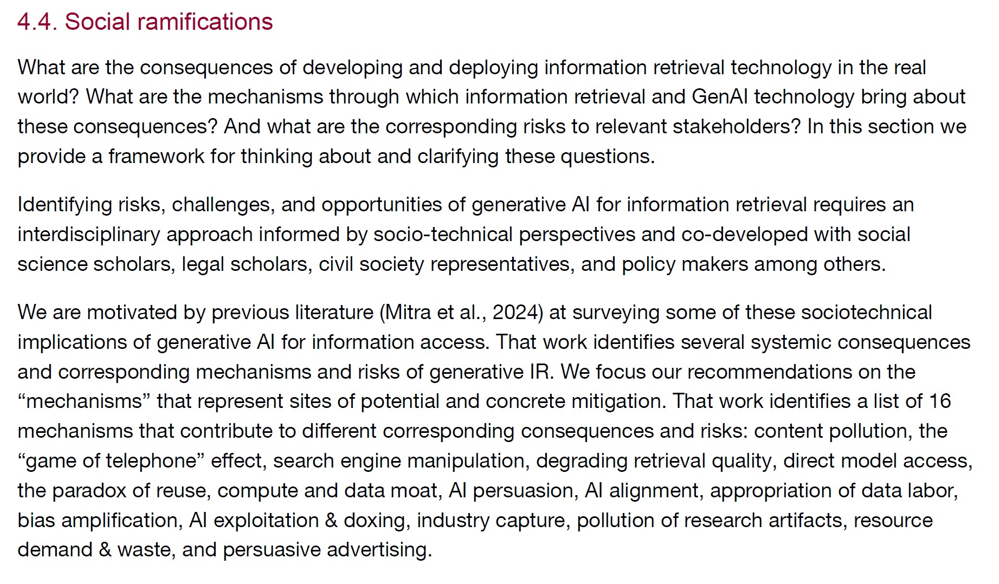 4.4. Social ramifications
What are the consequences of developing and deploying information retrieval technology in the real
world? What are the mechanisms through which information retrieval and GenAI technology bring about
these consequences? And what are the corresponding risks to relevant stakeholders? In this section we
provide a framework for thinking about and clarifying these questions.
Identifying risks, challenges, and opportunities of generative AI for information retrieval requires an
interdisciplinary approach informed by socio-technical perspectives and co-developed with social
science scholars, legal scholars, civil society representatives, and policy makers among others.
We are motivated by previous literature (Mitra et al., 2024) at surveying some of these sociotechnical
implications of generative AI for information access. That work identifies several systemic consequences
and corresponding mechanisms and risks of generative IR. We focus our recommendations on the
“mechanisms” that represent sites of potential and concrete mitigation. That work identifies a list of 16
mechanisms that contribute to different corresponding consequences and risks: content pollution, the
“game of telephone” effect, search engine manipulation, degrading retrieval quality, direct model access,
the paradox of reuse, compute and data moat, AI persuasion, AI alignment, appropriation of data labor,
bias amplification, AI exploitation & doxing, industry capture, pollution of research artifacts, resource
demand & waste, and persuasive advertising.